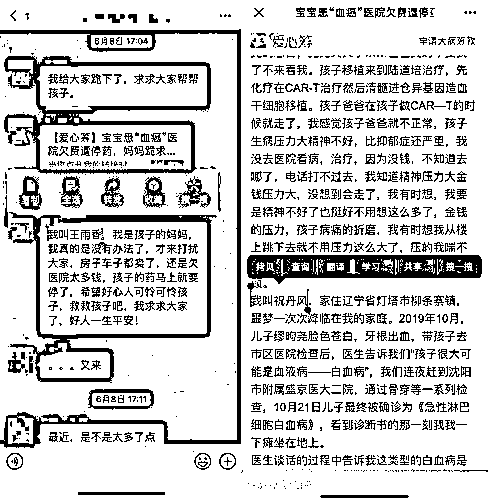 6月8日 17:04
我给大家跪下了，求求大家帮帮
孩子。
【爱心筹】宝宝患“血癌”医
院欠费遭停药，妈妈跪求...
我叫王雨香，我是孩子的妈妈，
我真的是没有办法了，才来打扰
大家，房子车子都卖了，还是欠
医院太多钱，孩子的药马上就要
停了，希望好心人可怜可怜孩
子，救救孩子吧，我求求大家
了，好人一生平安！
。。。又来
6月8日 17:11
最近，是不是太多了点
宝宝患“血癌”医院欠费遭停药
爱心筹
申请大病筹款
了不来看我。孩子移植来到陆道培治疗，先
化疗在CAR-T治疗然后清髓进仓异基因造血
干细胞移植。孩子爸爸在孩子做CAR—T的时
候就走了，我感觉孩子爸爸就不正常，孩子
生病压力大精神不好，比抑郁症还严重，我
没去医院看病，治疗，因为没钱，不知道去
哪了，电话打不过去，我知道精神压力大金
钱压力大，没想到会走了，我有时想，我要
是精神不好了也挺好不用想这么多了，金钱
的压力，孩子病痛的折磨，我有时想我从楼
上跳下去就不用压力这么大了，压的我喘不
拷贝 查询 翻译 学习... 共享... 搜一搜
我叫祝丹风，家住辽宁省灯塔市柳条寨镇，
噩梦一次次降临在我的家庭。2019年10月，
儿子缪昀尧脸色苍白，牙根出血，带孩子去
市区医院检查后，医生告诉我们“孩子很大可
能是血液病——白血病”，我们连夜赶到沈阳
市附属盛京医大二院，通过骨穿等一系列检
查，10月21日儿子最终被确诊为《急性淋巴
细胞白血病》，看到诊断书的那一刻我我一
下瘫坐在地上。
医生谈话的过程中告诉我这类型的白血病是